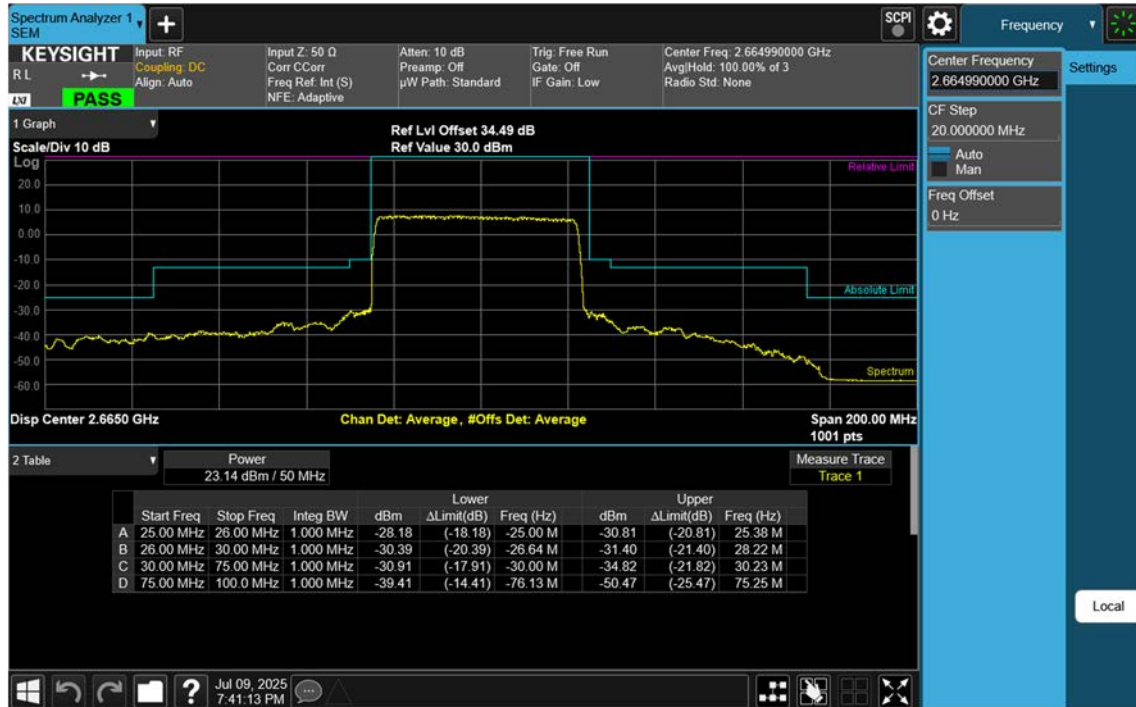 Spectrum Analyzer 1
SEM
SCPI
Frequency
KEYSIGHT
R L
LXI
PASS
Input: RF
Coupling: DC
Align: Auto
Input Z: 50 Ω
Corr CCorr
Freq Ref: Int (S)
NFE: Adaptive
Atten: 10 dB
Preamp: Off
µW Path: Standard
Trig: Free Run
Gate: Off
IF Gain: Low
Center Freq: 2.664990000 GHz
Avg|Hold: 100.00% of 3
Radio Std: None
Center Frequency
2.664990000 GHz
Settings
CF Step
20.000000 MHz
Auto
Man
Freq Offset
0 Hz
1 Graph
Scale/Div 10 dB
Ref Lvl Offset 34.49 dB
Ref Value 30.0 dBm
Log
20.0
10.0
0.00
-10.0
-20.0
-30.0
-40.0
-50.0
-60.0
Relative Limit
Absolute Limit
Spectrum
Disp Center 2.6650 GHz
Chan Det: Average, #Offs Det: Average
Span 200.00 MHz
1001 pts
2 Table
Power
23.14 dBm / 50 MHz
Measure Trace
Trace 1
Lower Upper
Start Freq Stop Freq Integ BW dBm ΔLimit(dB) Freq (Hz) dBm ΔLimit(dB) Freq (Hz)
A 25.00 MHz 26.00 MHz 1.000 MHz -28.18 (-18.18) -25.00 M -30.81 (-20.81) 25.38 M
B 26.00 MHz 30.00 MHz 1.000 MHz -30.39 (-20.39) -26.64 M -31.40 (-21.40) 28.22 M
C 30.00 MHz 75.00 MHz 1.000 MHz -30.91 (-17.91) -30.00 M -34.82 (-21.82) 30.23 M
D 75.00 MHz 100.0 MHz 1.000 MHz -39.41 (-14.41) -76.13 M -50.47 (-25.47) 75.25 M
Local
?
Jul 09, 2025
7:41:13 PM